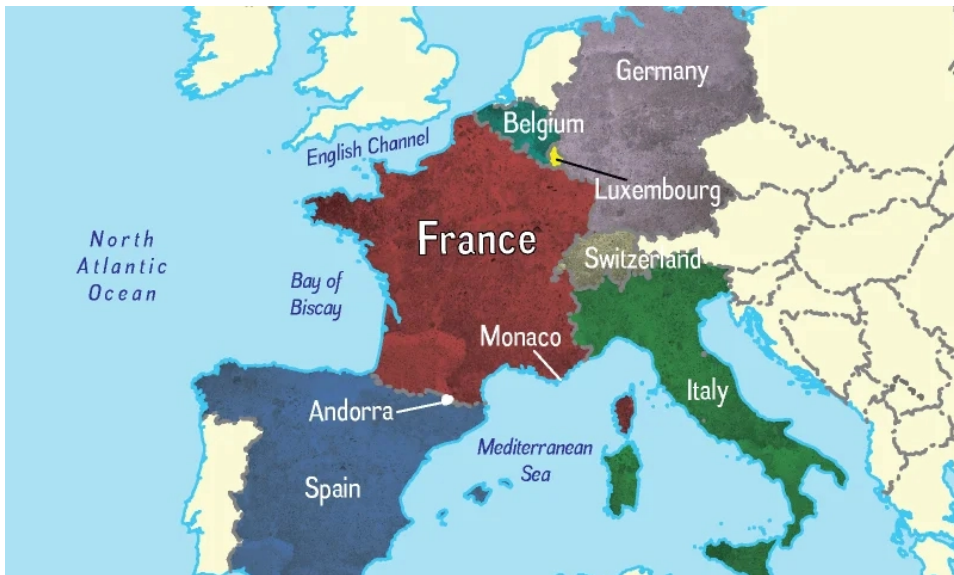 Germany
Belgium
English Channel
Luxembourg
France
North
Atlantic
Ocean
Switzerland
Bay of
Biscay
Monaco
Italy
Andorra
Mediterranean
Sea
Spain